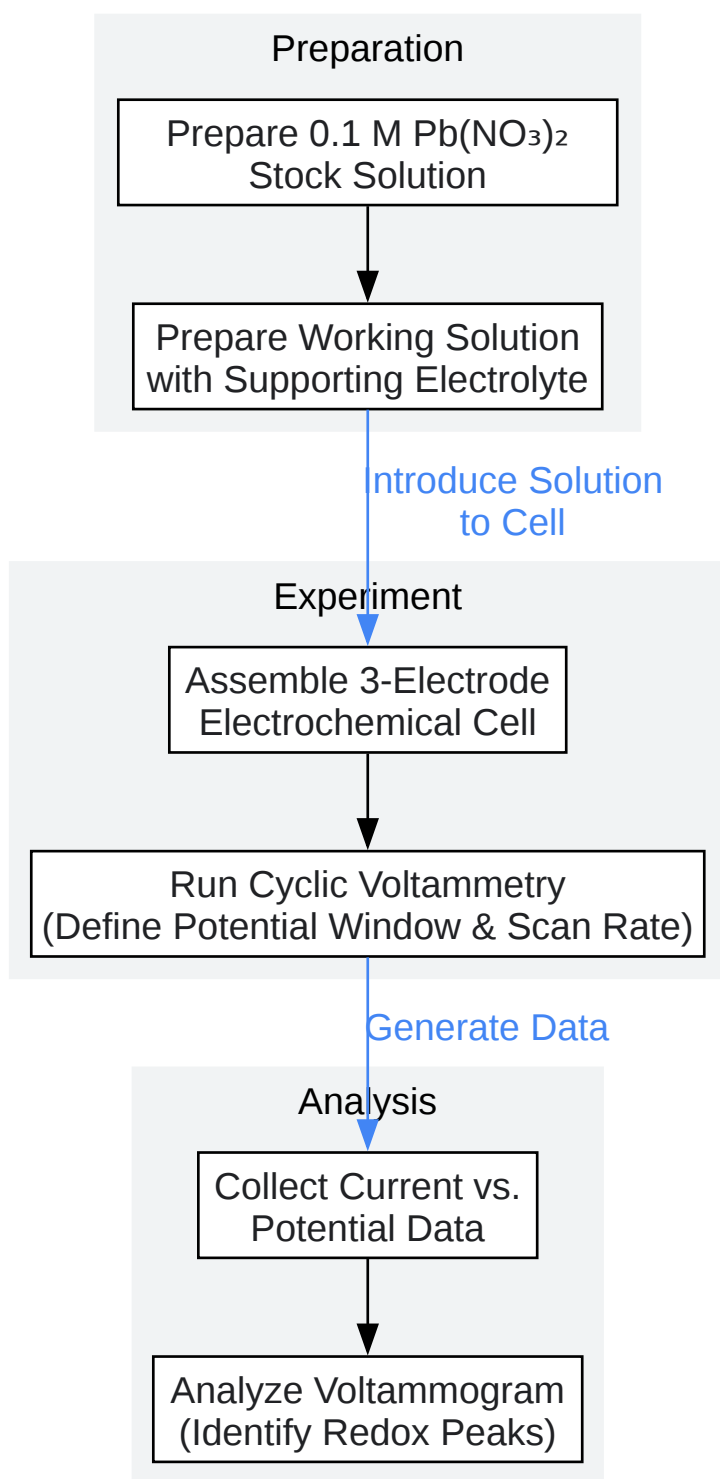 Preparation
Prepare 0.1 M Pb(NO₃)₂
Stock Solution
Prepare Working Solution
with Supporting Electrolyte
Introduce Solution
to Cell
Experiment
Assemble 3-Electrode
Electrochemical Cell
Run Cyclic Voltammetry
(Define Potential Window & Scan Rate)
Generate Data
Analysis
Collect Current vs.
Potential Data
Analyze Voltammogram
(Identify Redox Peaks)